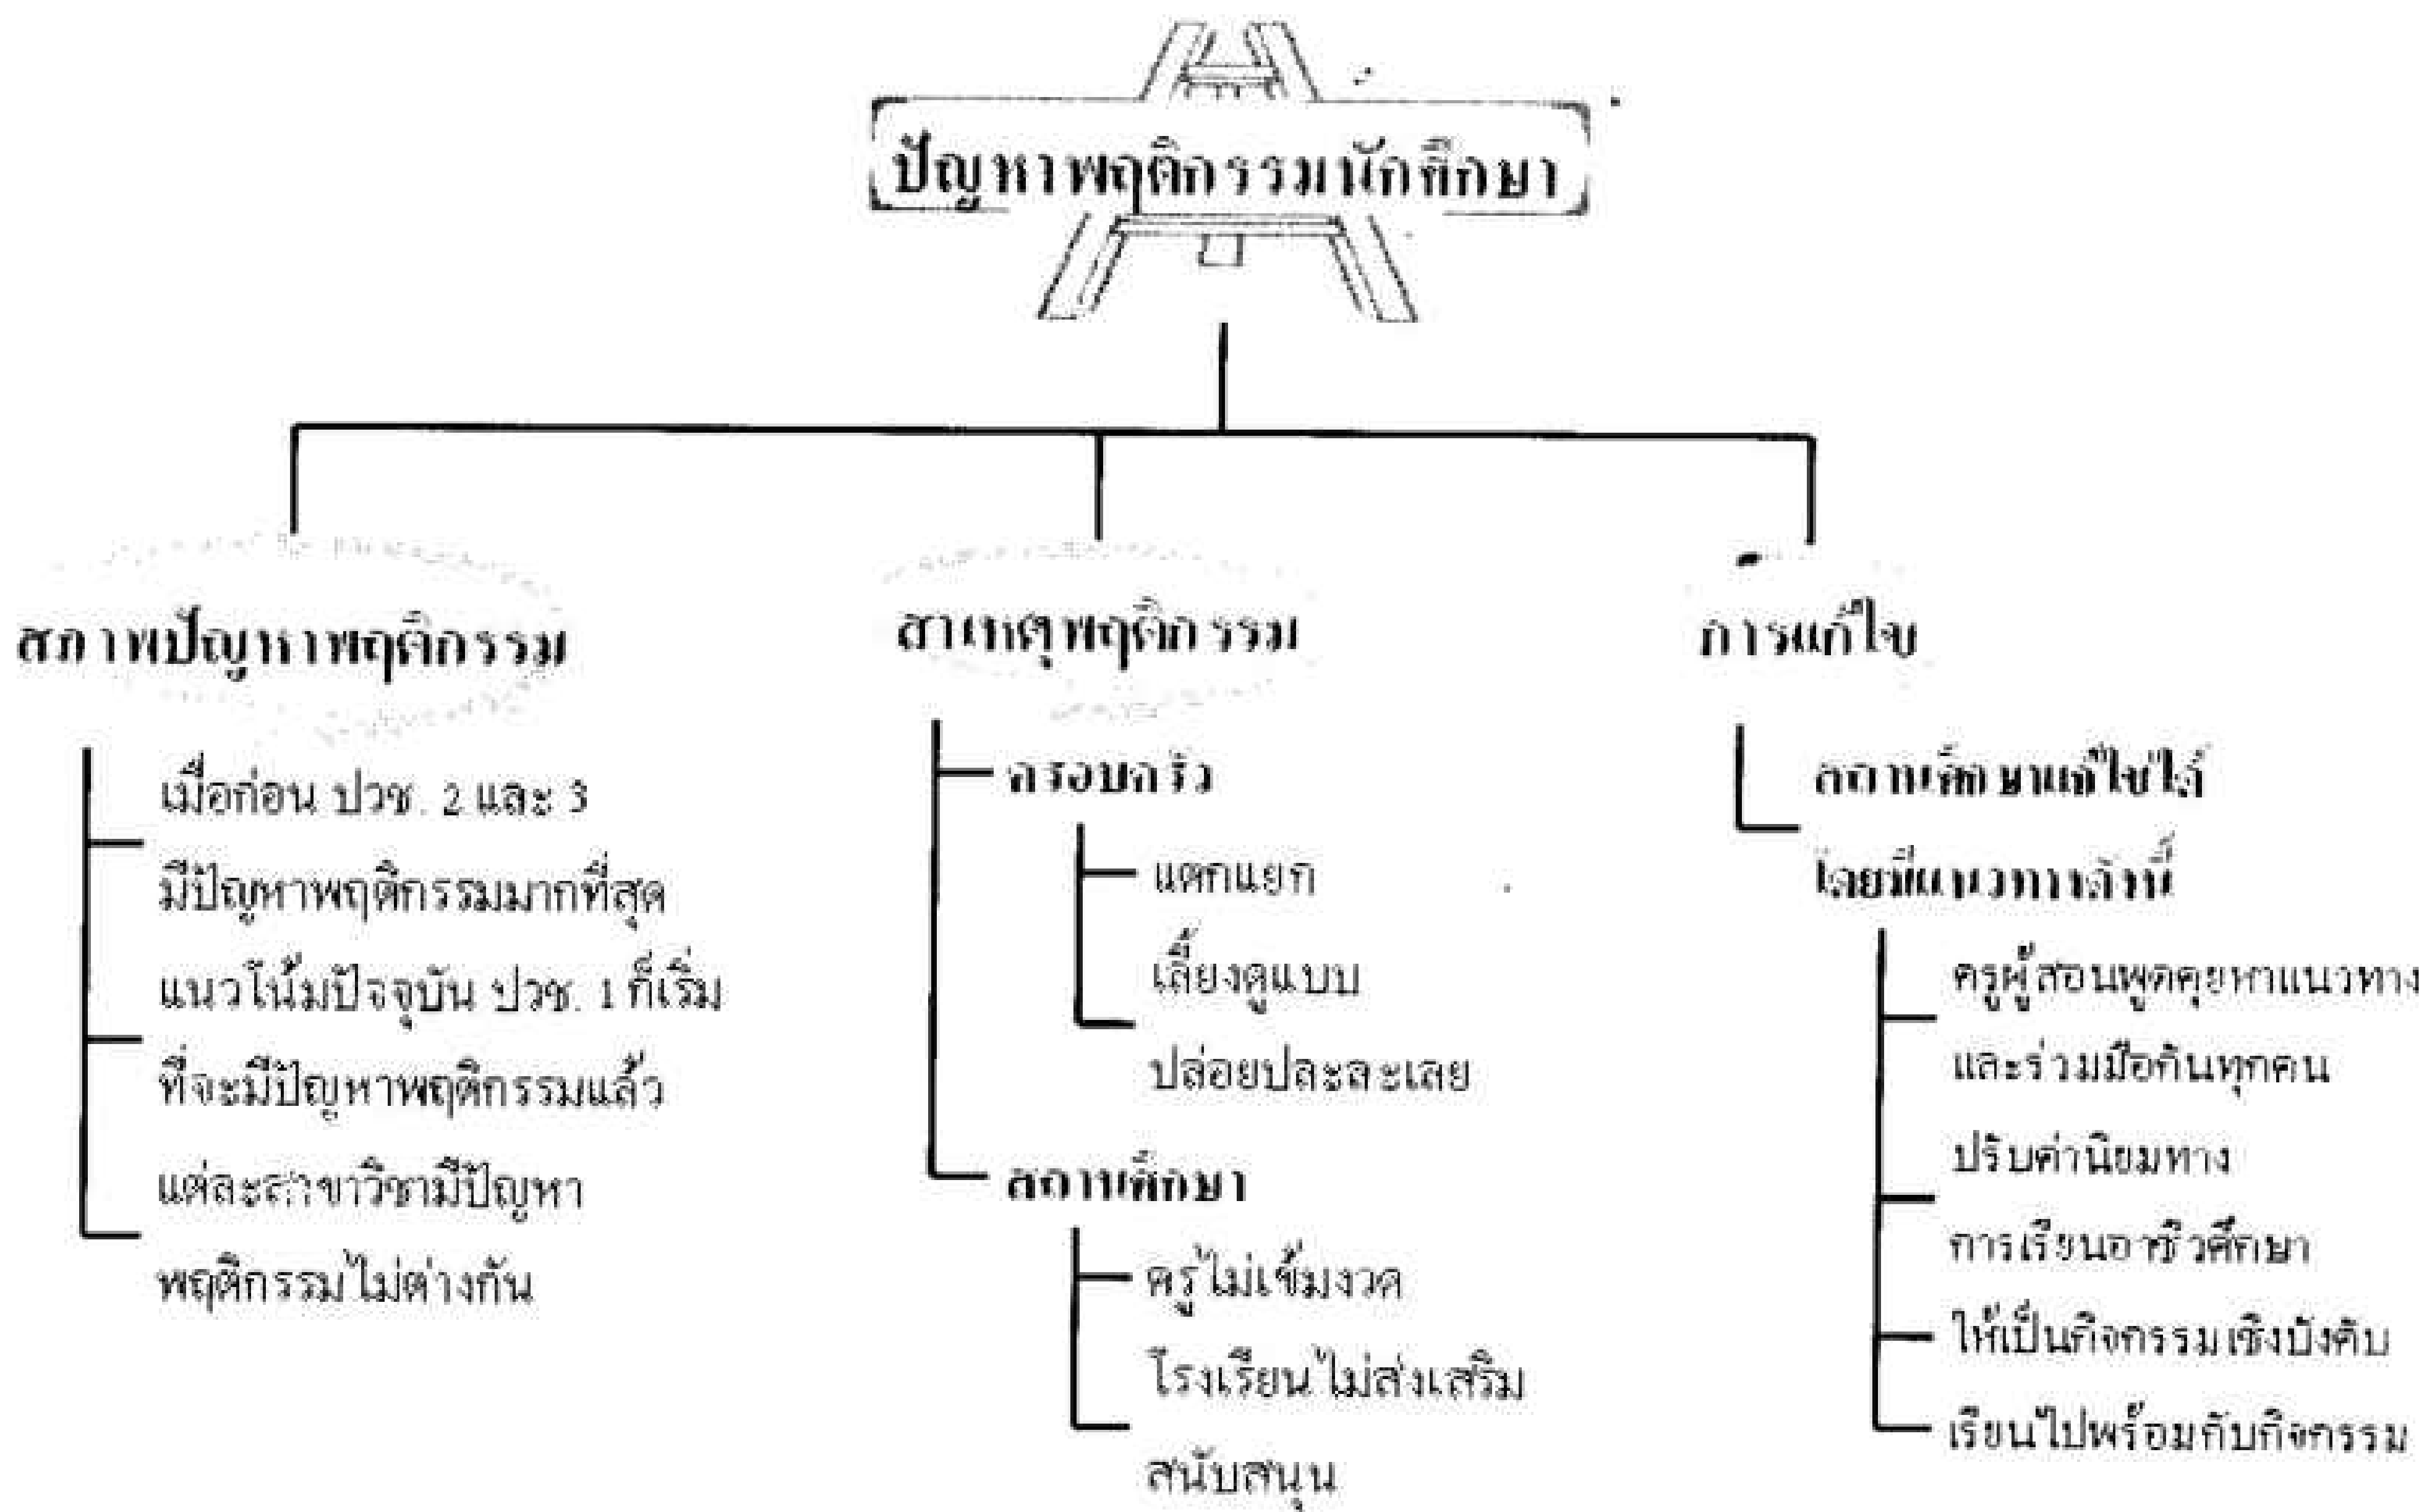 ปัญหาพฤติกรรมนักศึกษา
สภาพปัญหาพฤติกรรม
เมื่อก่อน ปวช. 2 และ 3
มีปัญหาพฤติกรรมมากที่สุด
แนวโน้มปัจจุบัน ปวช. 1 ที่เริ่ม
ที่จะมีปัญหาพฤติกรรมแล้ว
แต่ละสาขาวิชามีปัญหา
พฤติกรรมไม่ต่างกัน
สาเหตุพฤติกรรม
ครอบครัว
แตกแยก
เลี้ยงดูแบบ
ปล่อยปละละเลย
สถานศึกษา
ครูไม่เข้มงวด
โรงเรียนไม่ส่งเสริม
สนับสนุน
การแก้ไข
สถานศึกษาแก้ไขได้
โดยมีแนวทางดังนี้
ครูผู้สอนพูดคุยหาแนวทาง
และร่วมมือกันทุกคน
ปรับค่านิยมทาง
การเรียนอาชีวศึกษา
ให้เป็นกิจกรรมเชิงบังคับ
เรียนไปพร้อมกับกิจกรรม